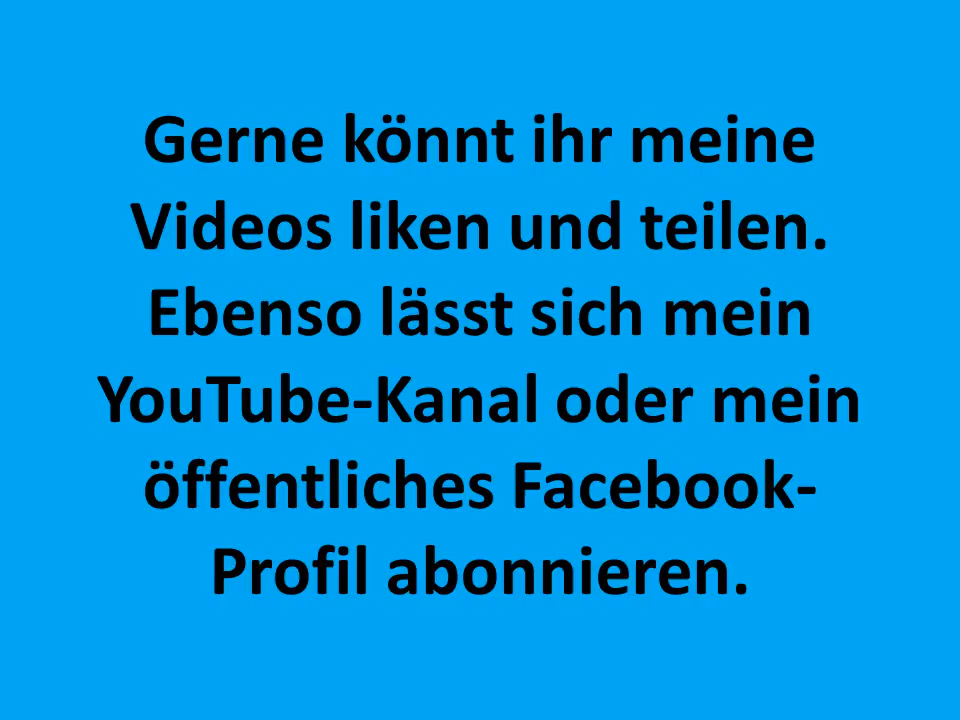 Gerne könnt ihr meine
Videos liken und teilen.
Ebenso lässt sich mein
YouTube-Kanal oder mein
öffentliches Facebook-
Profil abonnieren.